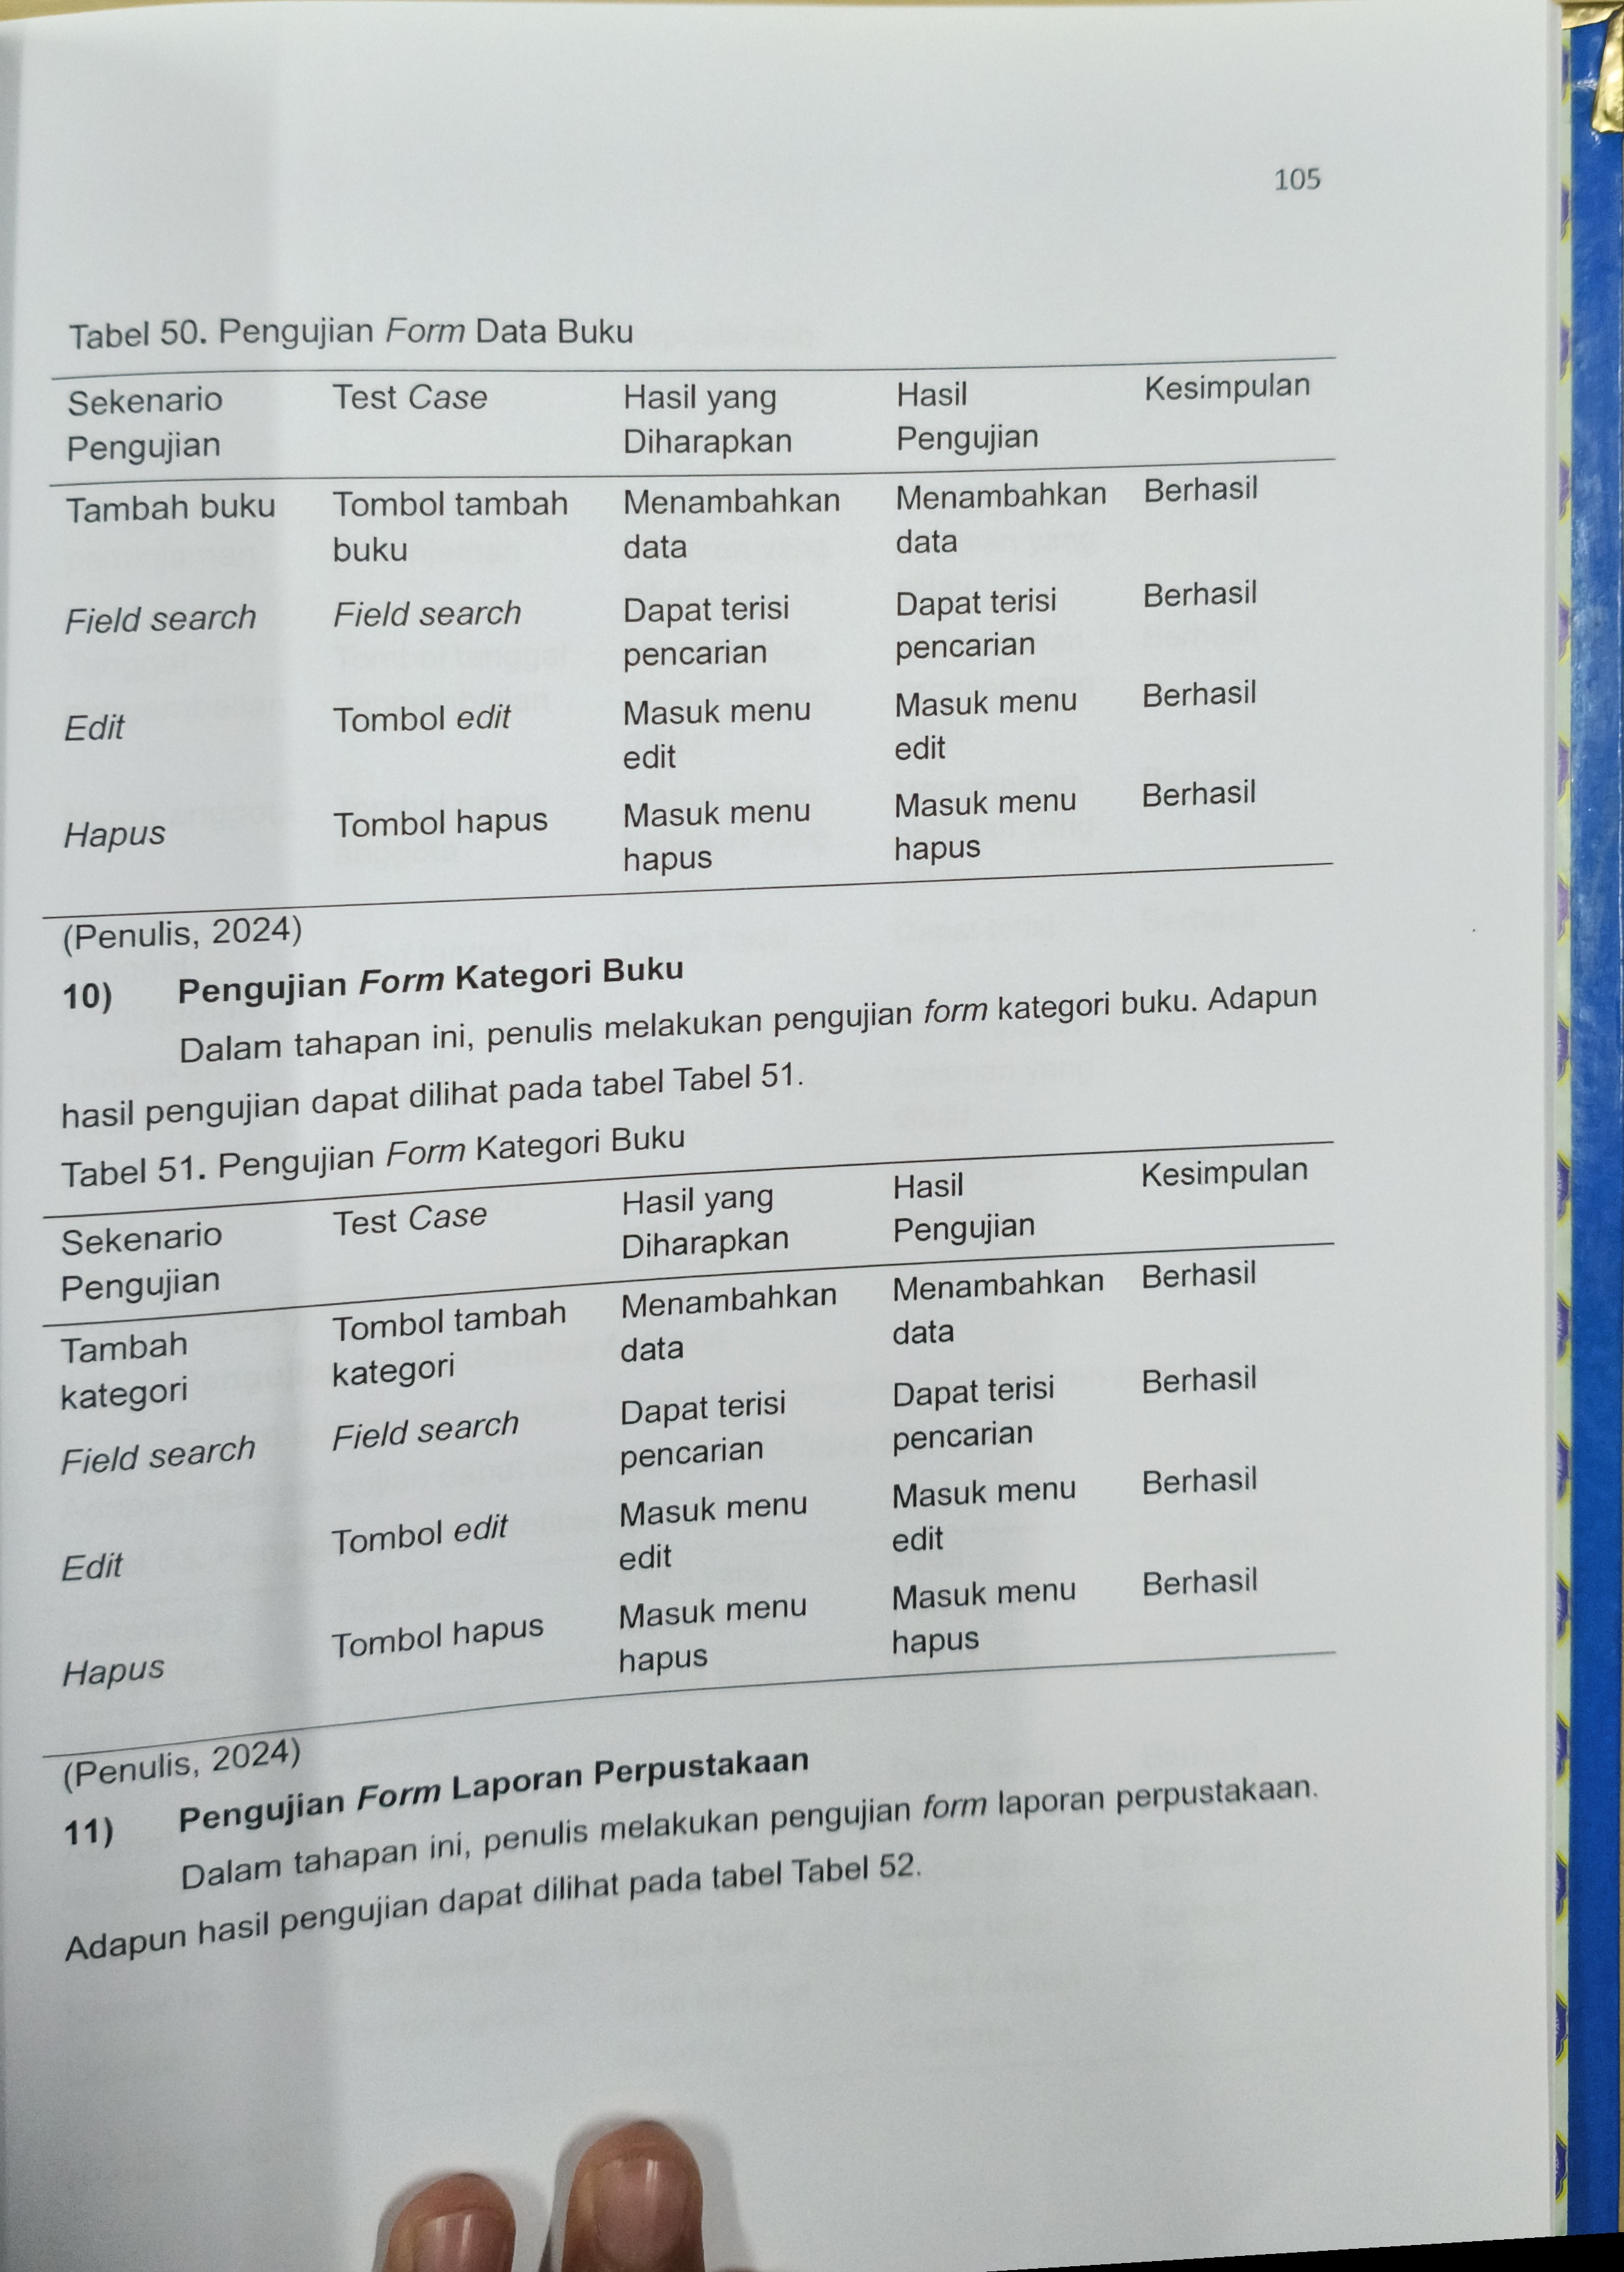 105
Tabel 50. Pengujian Form Data Buku
Sekenario Pengujian Test Case Hasil yang Diharapkan Hasil Pengujian Kesimpulan
Tambah buku Tombol tambah buku Menambahkan data Menambahkan data Berhasil
Field search Field search Dapat terisi pencarian Dapat terisi pencarian Berhasil
Edit Tombol edit Masuk menu edit Masuk menu edit Berhasil
Hapus Tombol hapus Masuk menu hapus Masuk menu hapus Berhasil
(Penulis, 2024)
10) Pengujian Form Kategori Buku
Dalam tahapan ini, penulis melakukan pengujian form kategori buku. Adapun
hasil pengujian dapat dilihat pada tabel Tabel 51.
Tabel 51. Pengujian Form Kategori Buku
Sekenario Pengujian Test Case Hasil yang Diharapkan Hasil Pengujian Kesimpulan
Tambah kategori Tombol tambah kategori Menambahkan data Menambahkan data Berhasil
Field search Field search Dapat terisi pencarian Dapat terisi pencarian Berhasil
Edit Tombol edit Masuk menu edit Masuk menu edit Berhasil
Hapus Tombol hapus Masuk menu hapus Masuk menu hapus Berhasil
(Penulis, 2024)
11) Pengujian Form Laporan Perpustakaan
Dalam tahapan ini, penulis melakukan pengujian form laporan perpustakaan.
Adapun hasil pengujian dapat dilihat pada tabel Tabel 52.